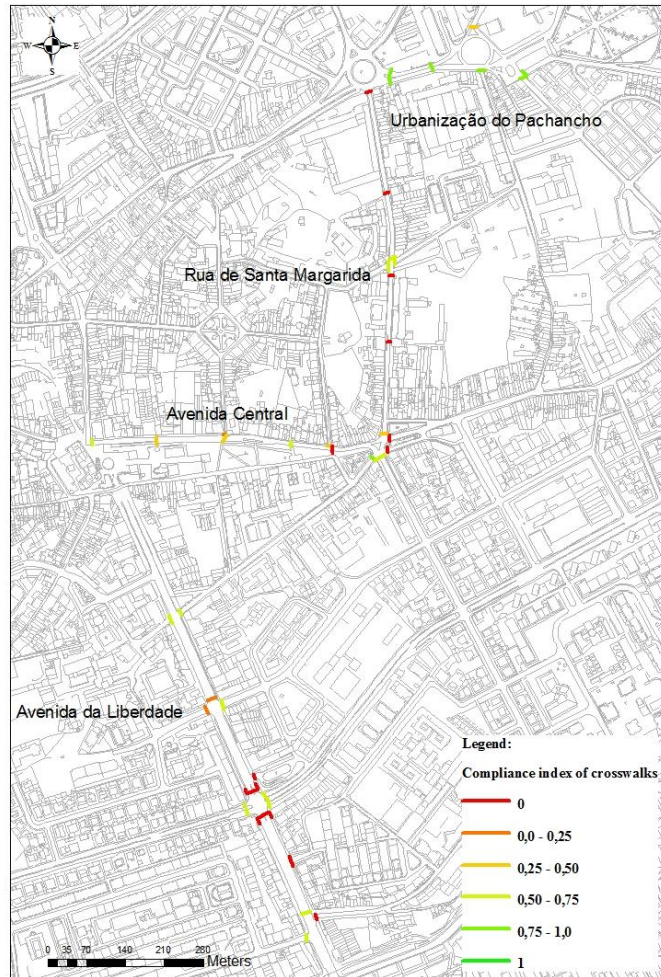 N
W E
S
Urbanização do Pachancho
Rua de Santa Margarida
Avenida Central
Avenida da Liberdade
Legend:
Compliance index of crosswalks
0
0,0 - 0,25
0,25 - 0,50
0,50 - 0,75
0,75 - 1,0
1
0 35 70 140 210 280
Meters